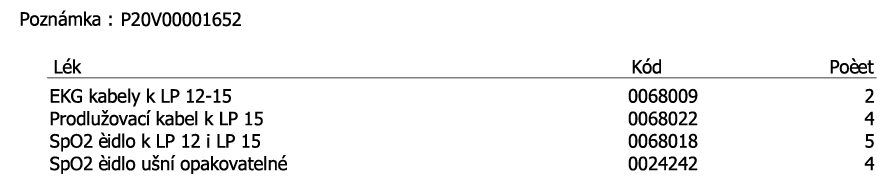 Poznámka : P20V00001652
Lék Kód Poèet
EKG kabely k LP 12-15 0068009 2
Prodlužovací kabel k LP 15 0068022 4
SpO2 èidlo k LP 12 i LP 15 0068018 5
SpO2 èidlo ušní opakovatelné 0024242 4